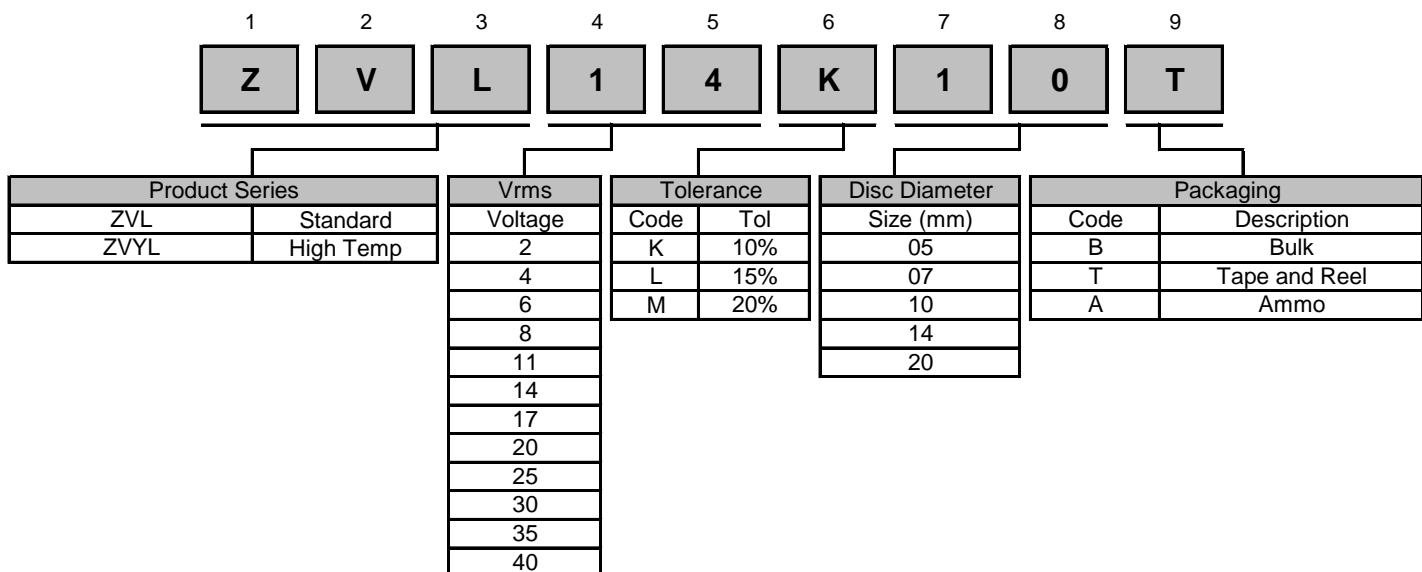 1 2 3 4 5 6 7 8 9
Z V L 1 4 K 1 0 T
Product Series Vrms Tolerance Disc Diameter Packaging
ZVL Standard Voltage Code Tol Size (mm) Code Description
ZVYL High Temp 2 K 10% 05 B Bulk
4 L 15% 07 T Tape and Reel
6 M 20% 10 A Ammo
8 14
11 20
14
17
20
25
30
35
40